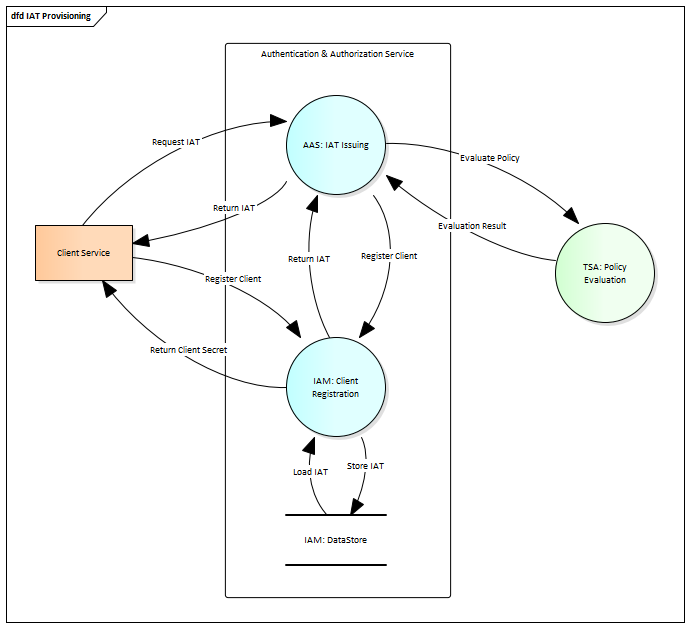 dfd IAT Provisioning
Authentication & Authorization Service
Request IAT
AAS: IAT Issuing
Evaluate Policy
Return IAT
Evaluation Result
Client Service
Return IAT
Register Client
TSA: Policy
Evaluation
Register Client
Return Client Secret
IAM: Client
Registration
Load IAT
Store IAT
IAM: DataStore